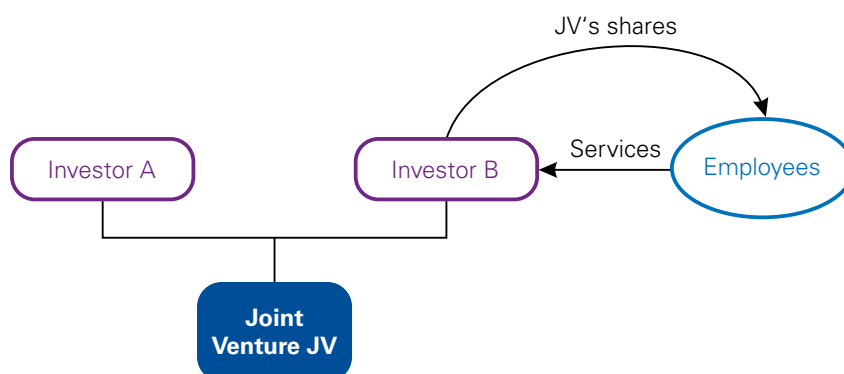 JV‘s shares
Investor A
Investor B
Services
Employees
Joint
Venture JV